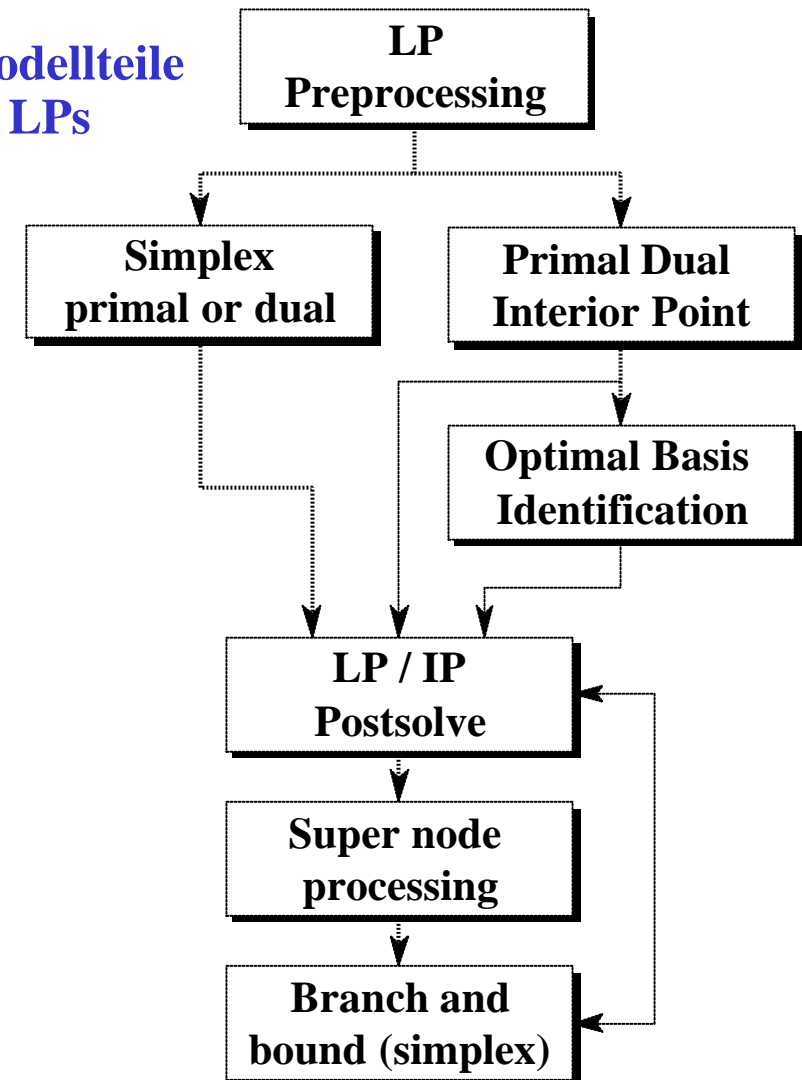 odellteile
LPs
LP
Preprocessing
Simplex
primal or dual
Primal Dual
Interior Point
Optimal Basis
Identification
LP / IP
Postsolve
Super node
processing
Branch and
bound (simplex)